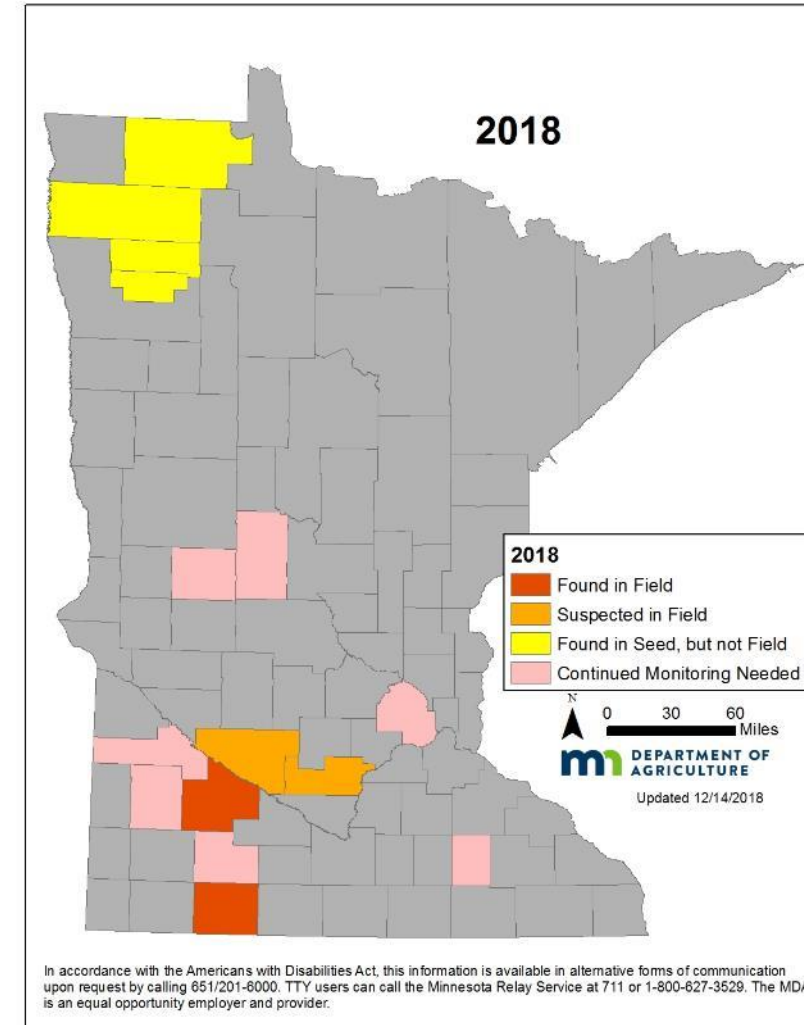 2018
2018
Found in Field
Suspected in Field
Found in Seed, but not Field
Continued Monitoring Needed
N
0 30 60
Miles
mn DEPARTMENT OF
AGRICULTURE
Updated 12/14/2018
In accordance with the Americans with Disabilities Act, this information is available in alternative forms of communication
upon request by calling 651/201-6000. TTY users can call the Minnesota Relay Service at 711 or 1-800-627-3529. The MDA
is an equal opportunity employer and provider.